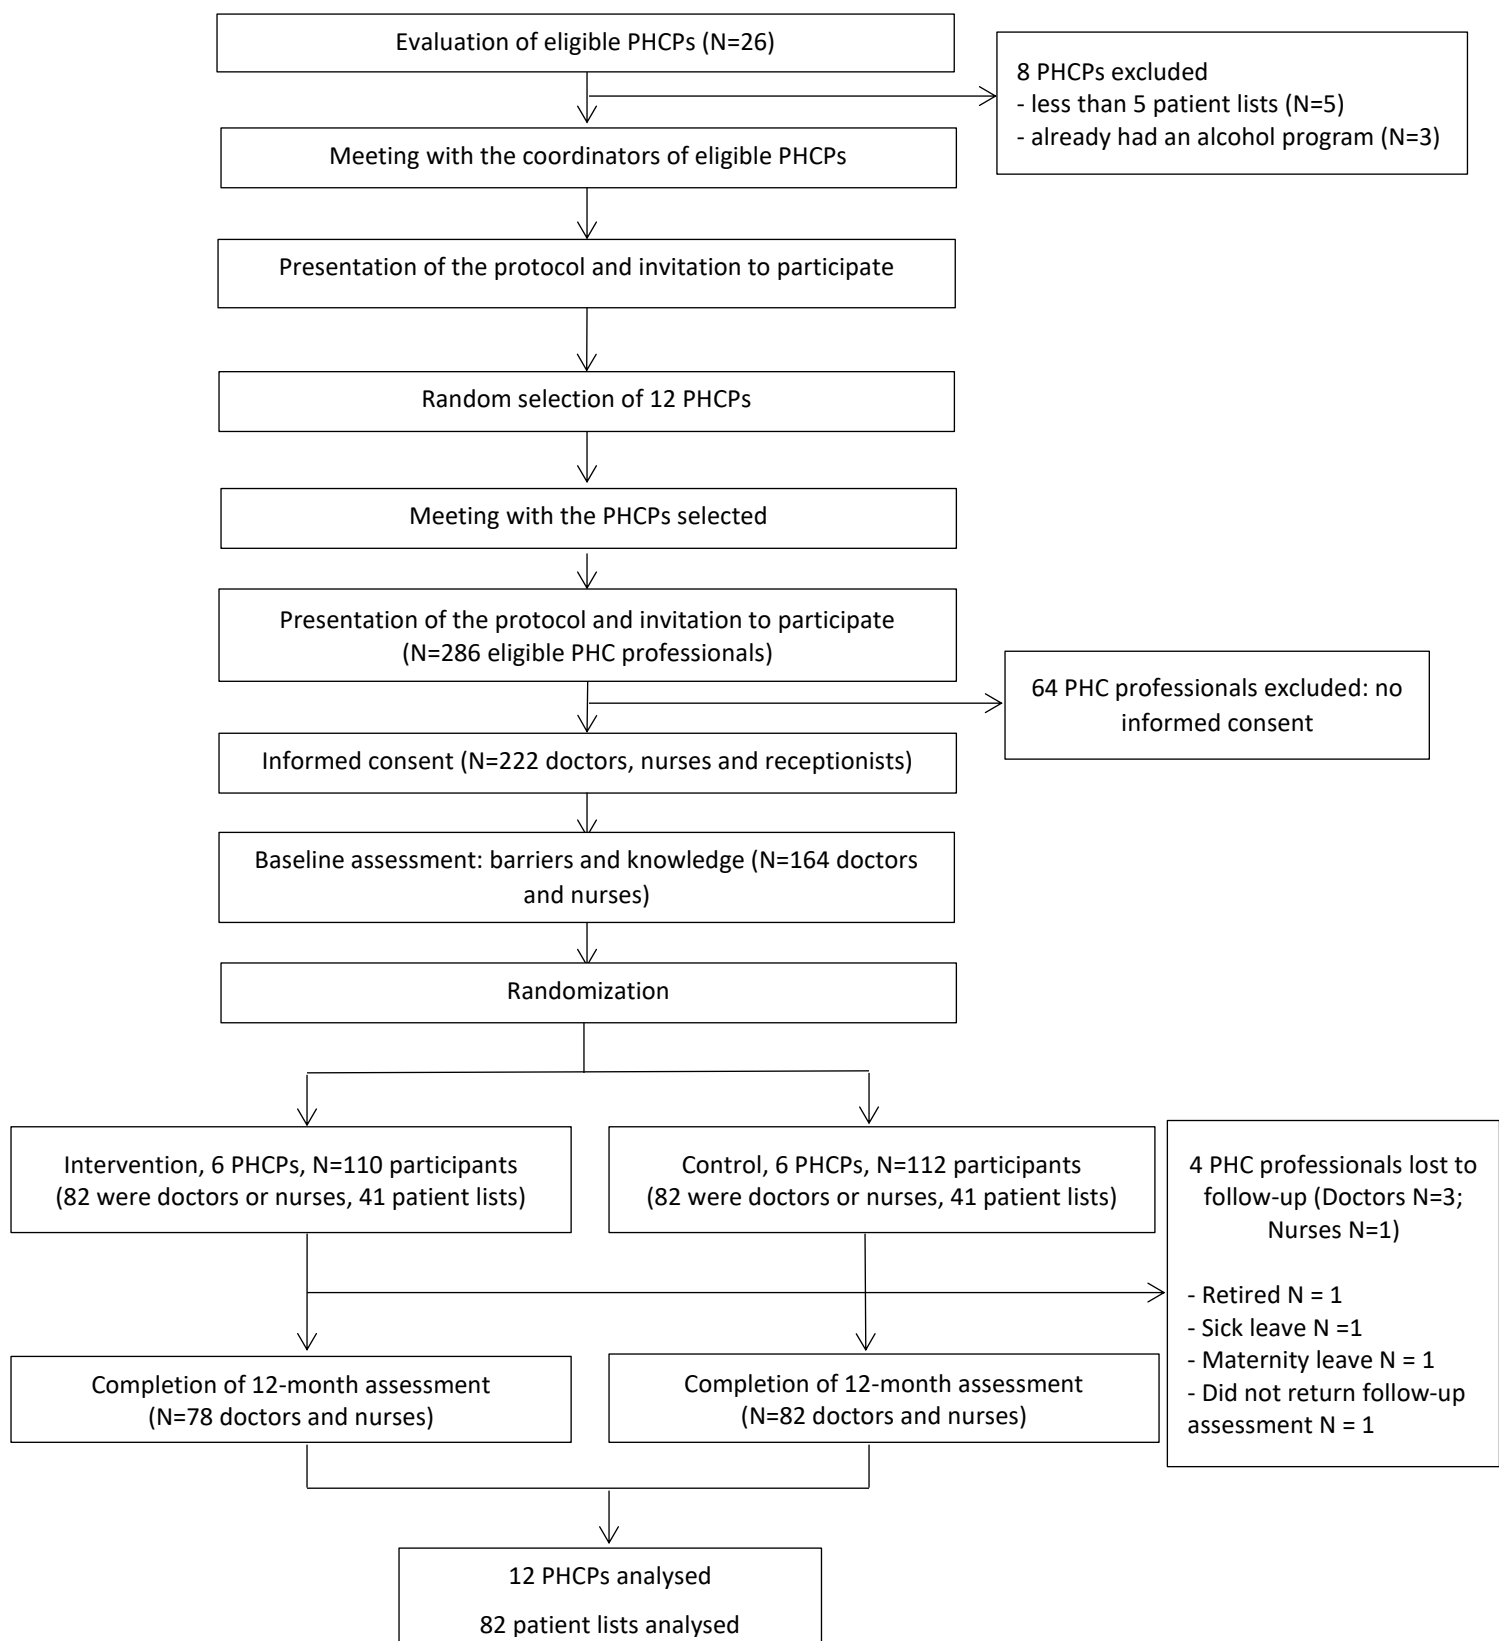 Evaluation of eligible PHCPs (N=26)
8 PHCPs excluded
- less than 5 patient lists (N=5)
- already had an alcohol program (N=3)
Meeting with the coordinators of eligible PHCPs
Presentation of the protocol and invitation to participate
Random selection of 12 PHCPs
Meeting with the PHCPs selected
Presentation of the protocol and invitation to participate
(N=286 eligible PHC professionals)
64 PHC professionals excluded: no
informed consent
Informed consent (N=222 doctors, nurses and receptionists)
Baseline assessment: barriers and knowledge (N=164 doctors
and nurses)
Randomization
Intervention, 6 PHCPs, N=110 participants
(82 were doctors or nurses, 41 patient lists)
Control, 6 PHCPs, N=112 participants
(82 were doctors or nurses, 41 patient lists)
4 PHC professionals lost to
follow-up (Doctors N=3;
Nurses N=1)
- Retired N = 1
- Sick leave N =1
- Maternity leave N = 1
- Did not return follow-up
assessment N = 1
Completion of 12-month assessment
(N=78 doctors and nurses)
Completion of 12-month assessment
(N=82 doctors and nurses)
12 PHCPs analysed
82 patient lists analysed